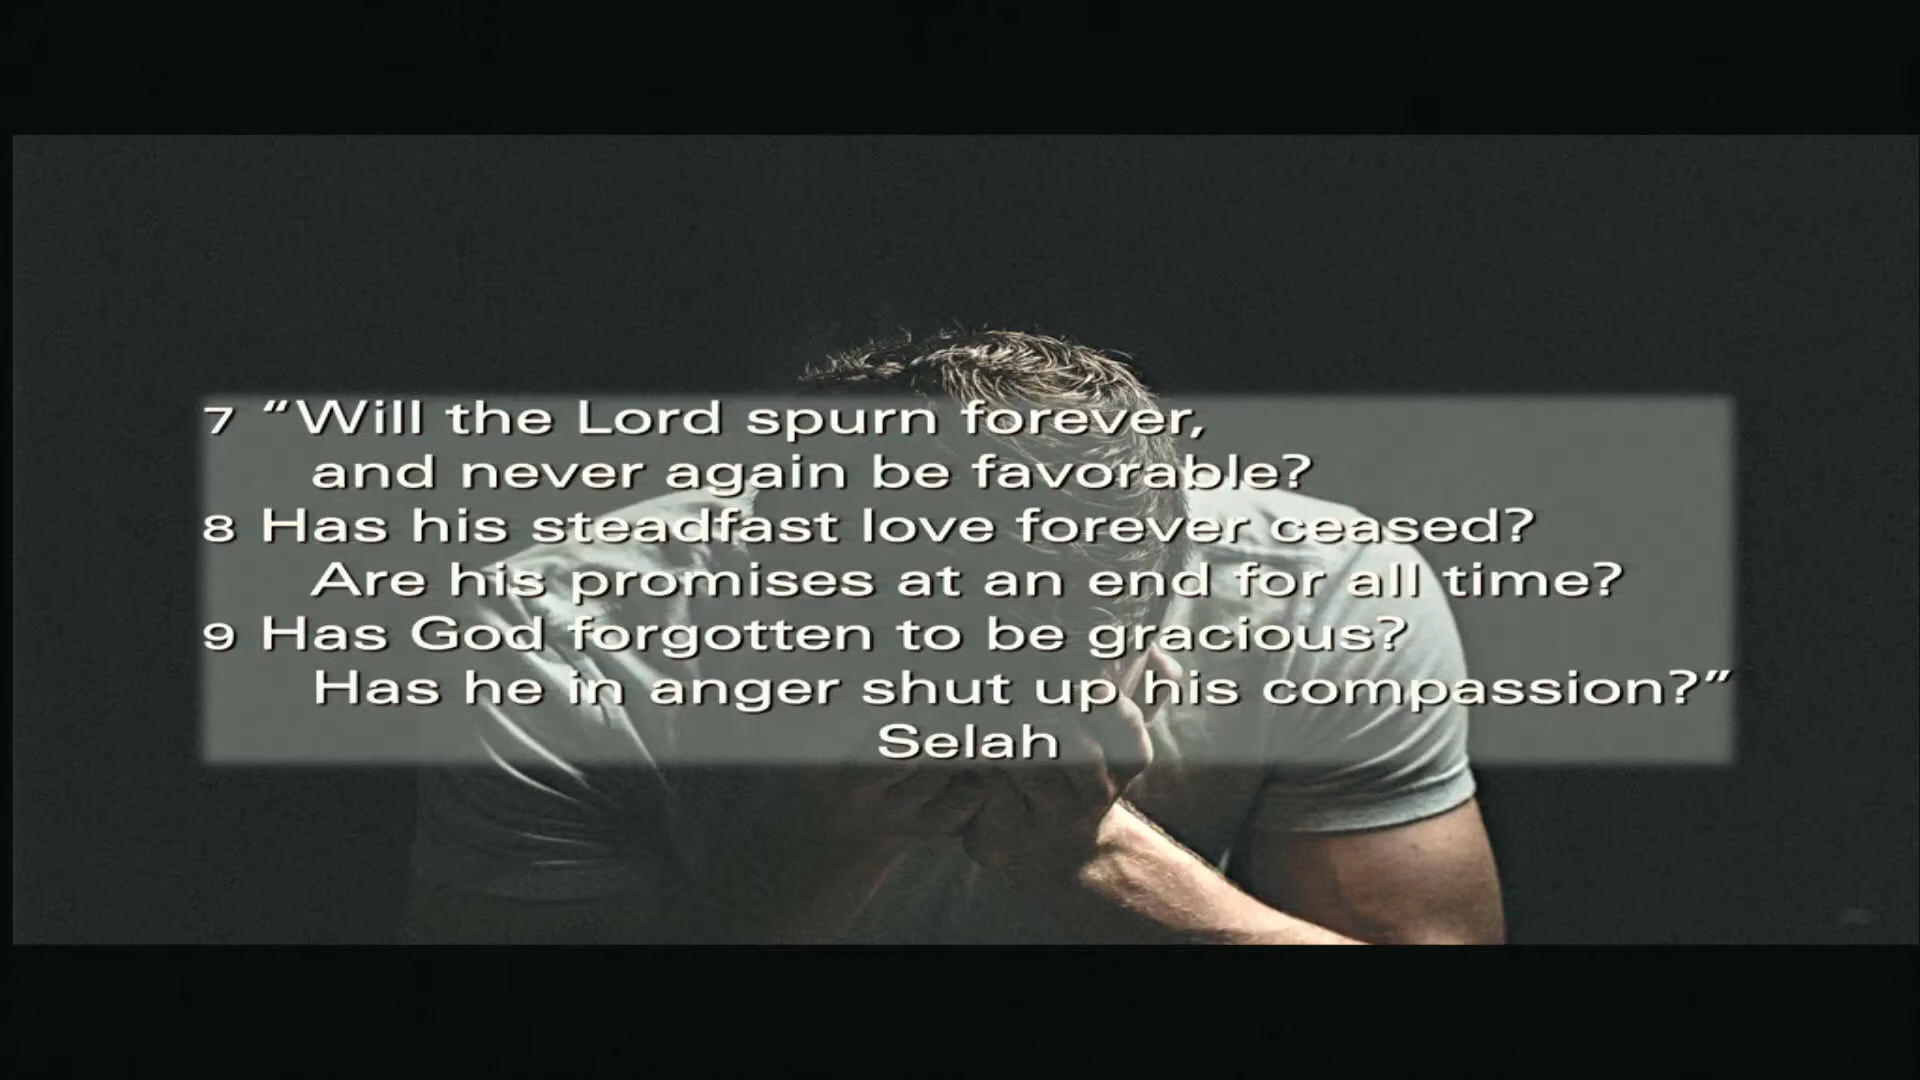 7 “Will the Lord spurn forever,
and never again be favorable?
8 Has his steadfast love forever ceased?
Are his promises at an end for all time?
9 Has God forgotten to be gracious?
Has he in anger shut up his compassion?”
Selah